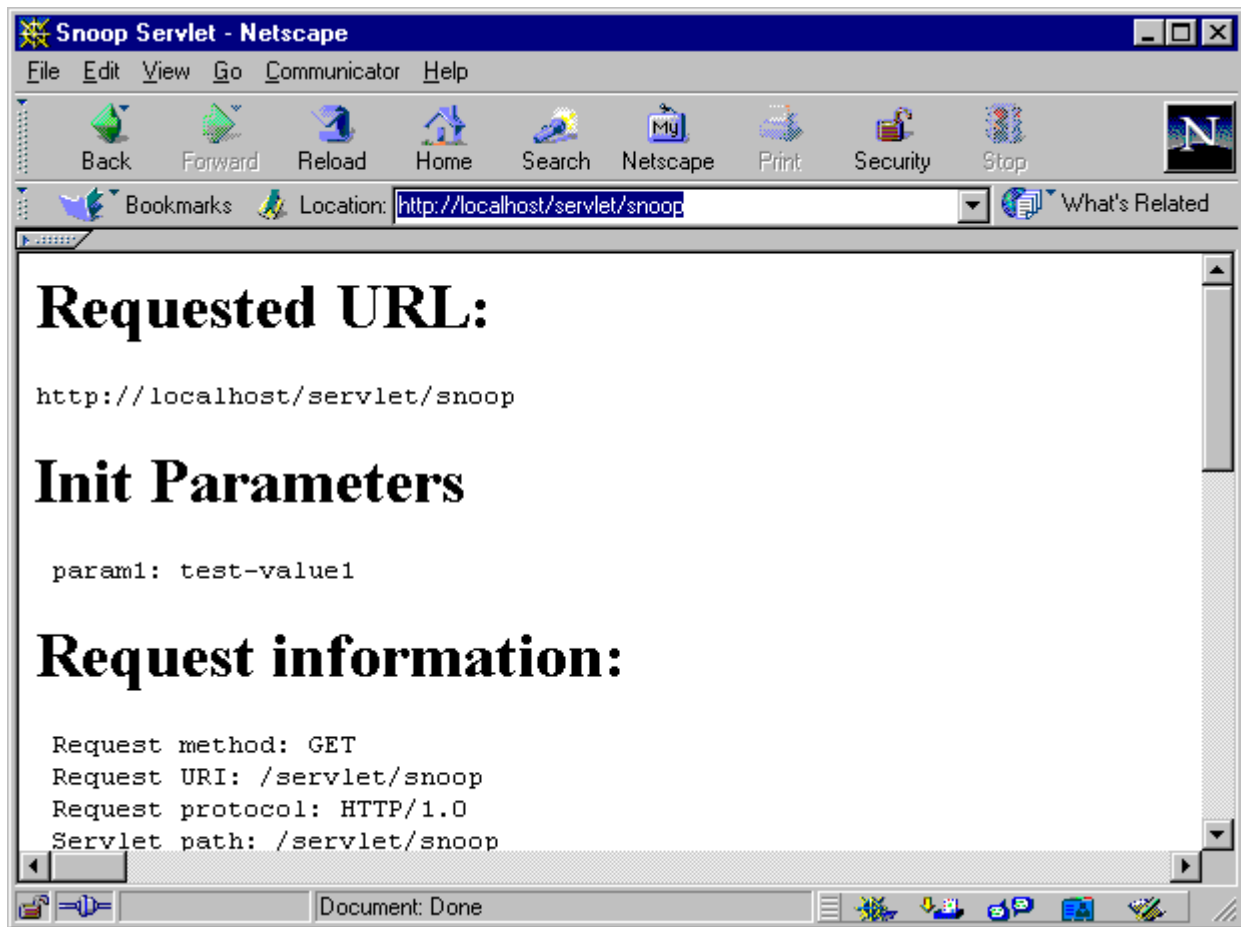 Snoop Servlet - Netscape
File Edit View Go Communicator Help
My N
Back Forward Reload Home Search Netscape Print Security Stop
Bookmarks Location: http://localhost/servlet/snoop What's Related
Requested URL:
http://localhost/servlet/snoop
Init Parameters
param1: test-value1
Request information:
Request method: GET
Request URI: /servlet/snoop
Request protocol: HTTP/1.0
Servlet path: /servlet/snoop
Document: Done